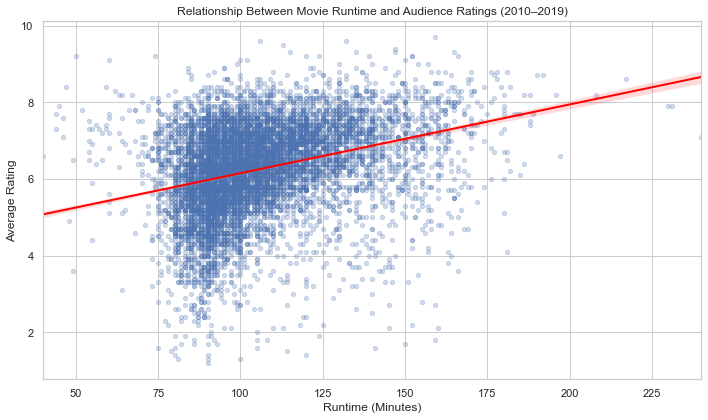 Relationship Between Movie Runtime and Audience Ratings (2010–2019)
10
8
6
4
2
Average Rating
50 75 100 125 150 175 200 225
Runtime (Minutes)